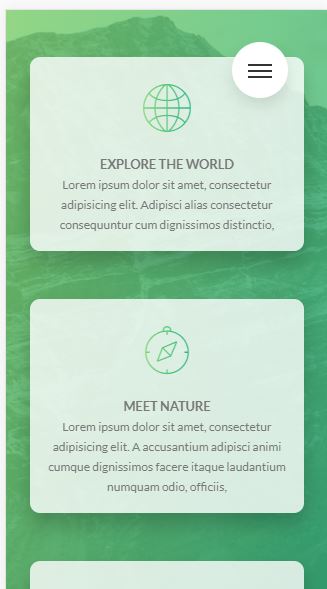 EXPLORE THE WORLD
Lorem ipsum dolor sit amet, consectetur
adipisicing elit. Adipisci alias consectetur
consequuntur cum dignissimos distinctio,
MEET NATURE
Lorem ipsum dolor sit amet, consectetur
adipisicing elit. A accusantium adipisci animi
cumque dignissimos facere itaque laudantium
numquam odio, officiis,